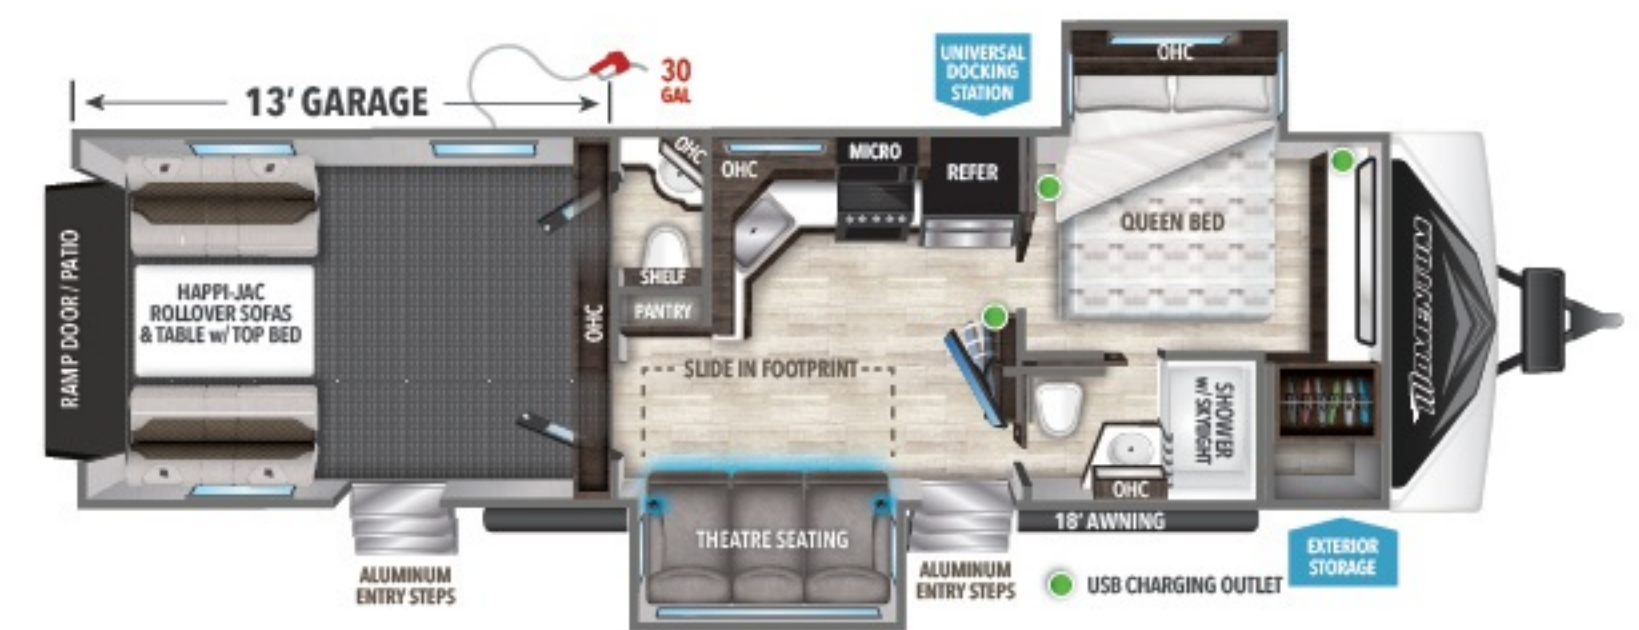 13' GARAGE
30
GAL
UNIVERSAL
DOCKING
STATION
OHC
OHC
OHC
MICRO
REFER
QUEEN BED
RAMP DOOR / PATIO
HAPPI-JAC
ROLLOVER SOFAS
& TABLE w/ TOP BED
OHC
SHELF
PANTRY
SLIDE IN FOOTPRINT
SHOWER
w/ SKYLIGHT
MOMENTUM
OHC
THEATRE SEATING
18' AWNING
ALUMINUM
ENTRY STEPS
ALUMINUM
ENTRY STEPS
USB CHARGING OUTLET
EXTERIOR
STORAGE